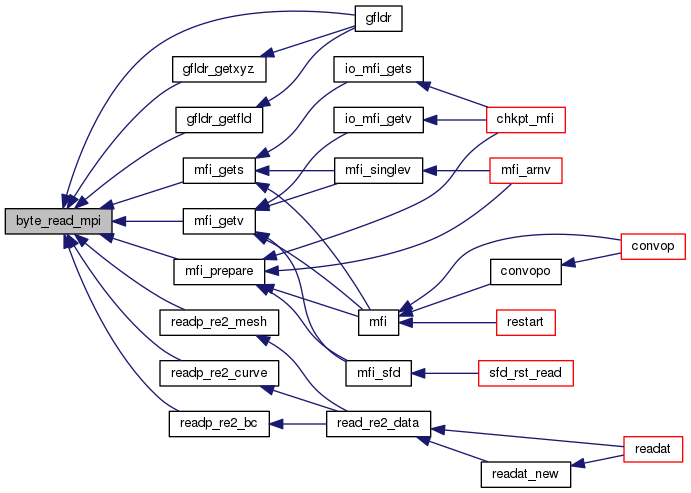 gfldr
gfldr_getxyz
io_mfi_gets
gfldr_getfld
io_mfi_getv
chkpt_mfi
mfi_gets
mfi_singlev
mfi_arnv
byte_read_mpi
mfi_getv
convop
mfi_prepare
convopo
readp_re2_mesh
mfi
restart
readp_re2_curve
mfi_sfd
sfd_rst_read
readp_re2_bc
read_re2_data
readat
readat_new